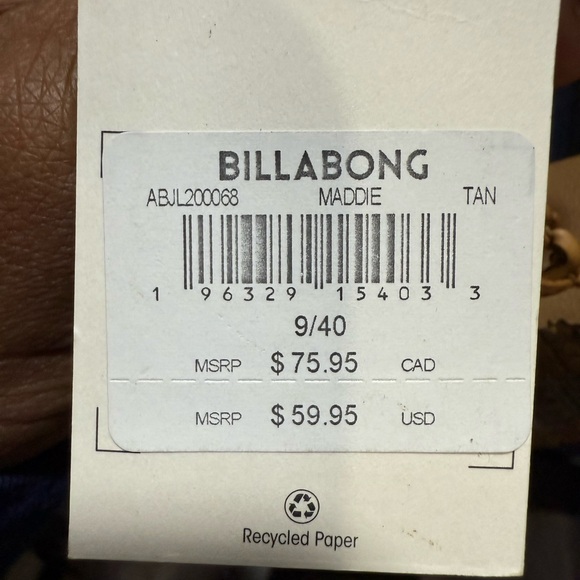 BILLABONG
ABJL200068 MADDIE TAN
1 96329 15403 3
9/40
MSRP $75.95 CAD
MSRP $59.95 USD
Recycled Paper